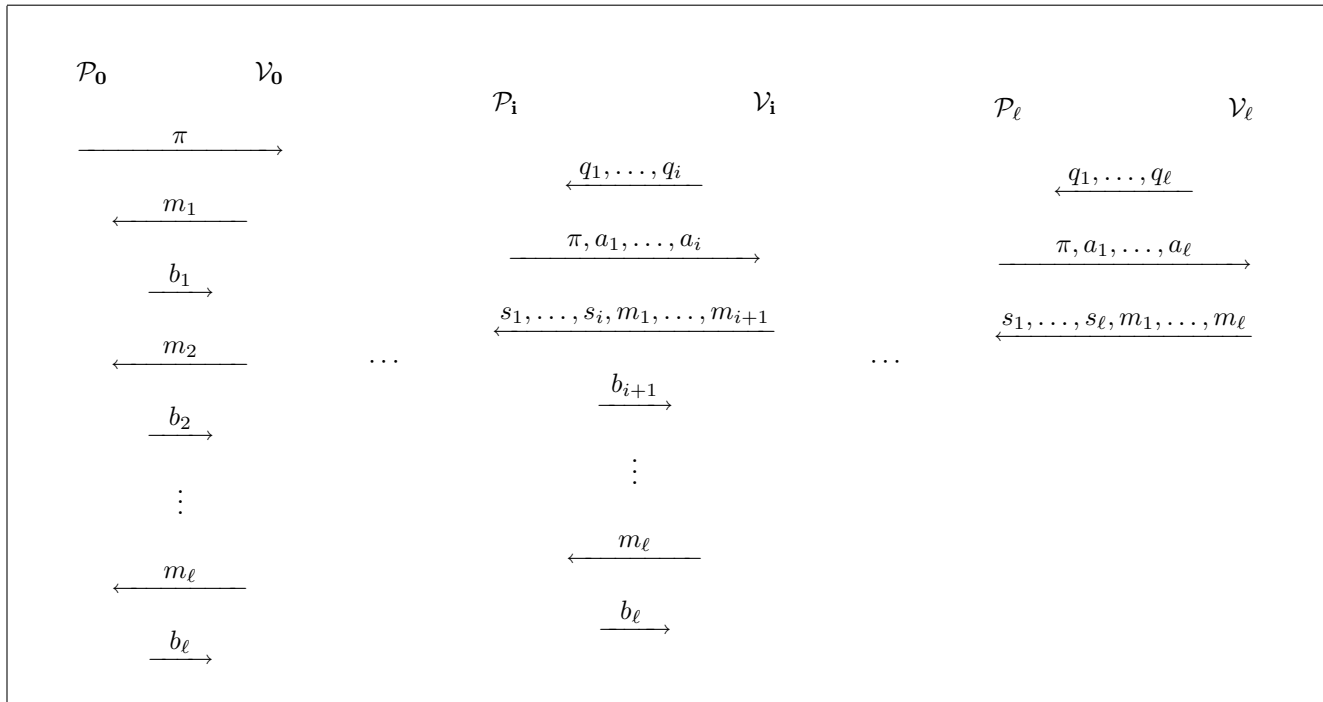 𝒫₀ 𝒱₀
π
m₁
b₁
m₂
b₂
⋮
m_ℓ
b_ℓ
…
𝒫ᵢ 𝒱ᵢ
q₁, …, qᵢ
π, a₁, …, aᵢ
s₁, …, sᵢ, m₁, …, mᵢ₊₁
bᵢ₊₁
⋮
m_ℓ
b_ℓ
…
𝒫_ℓ 𝒱_ℓ
q₁, …, q_ℓ
π, a₁, …, a_ℓ
s₁, …, s_ℓ, m₁, …, m_ℓ